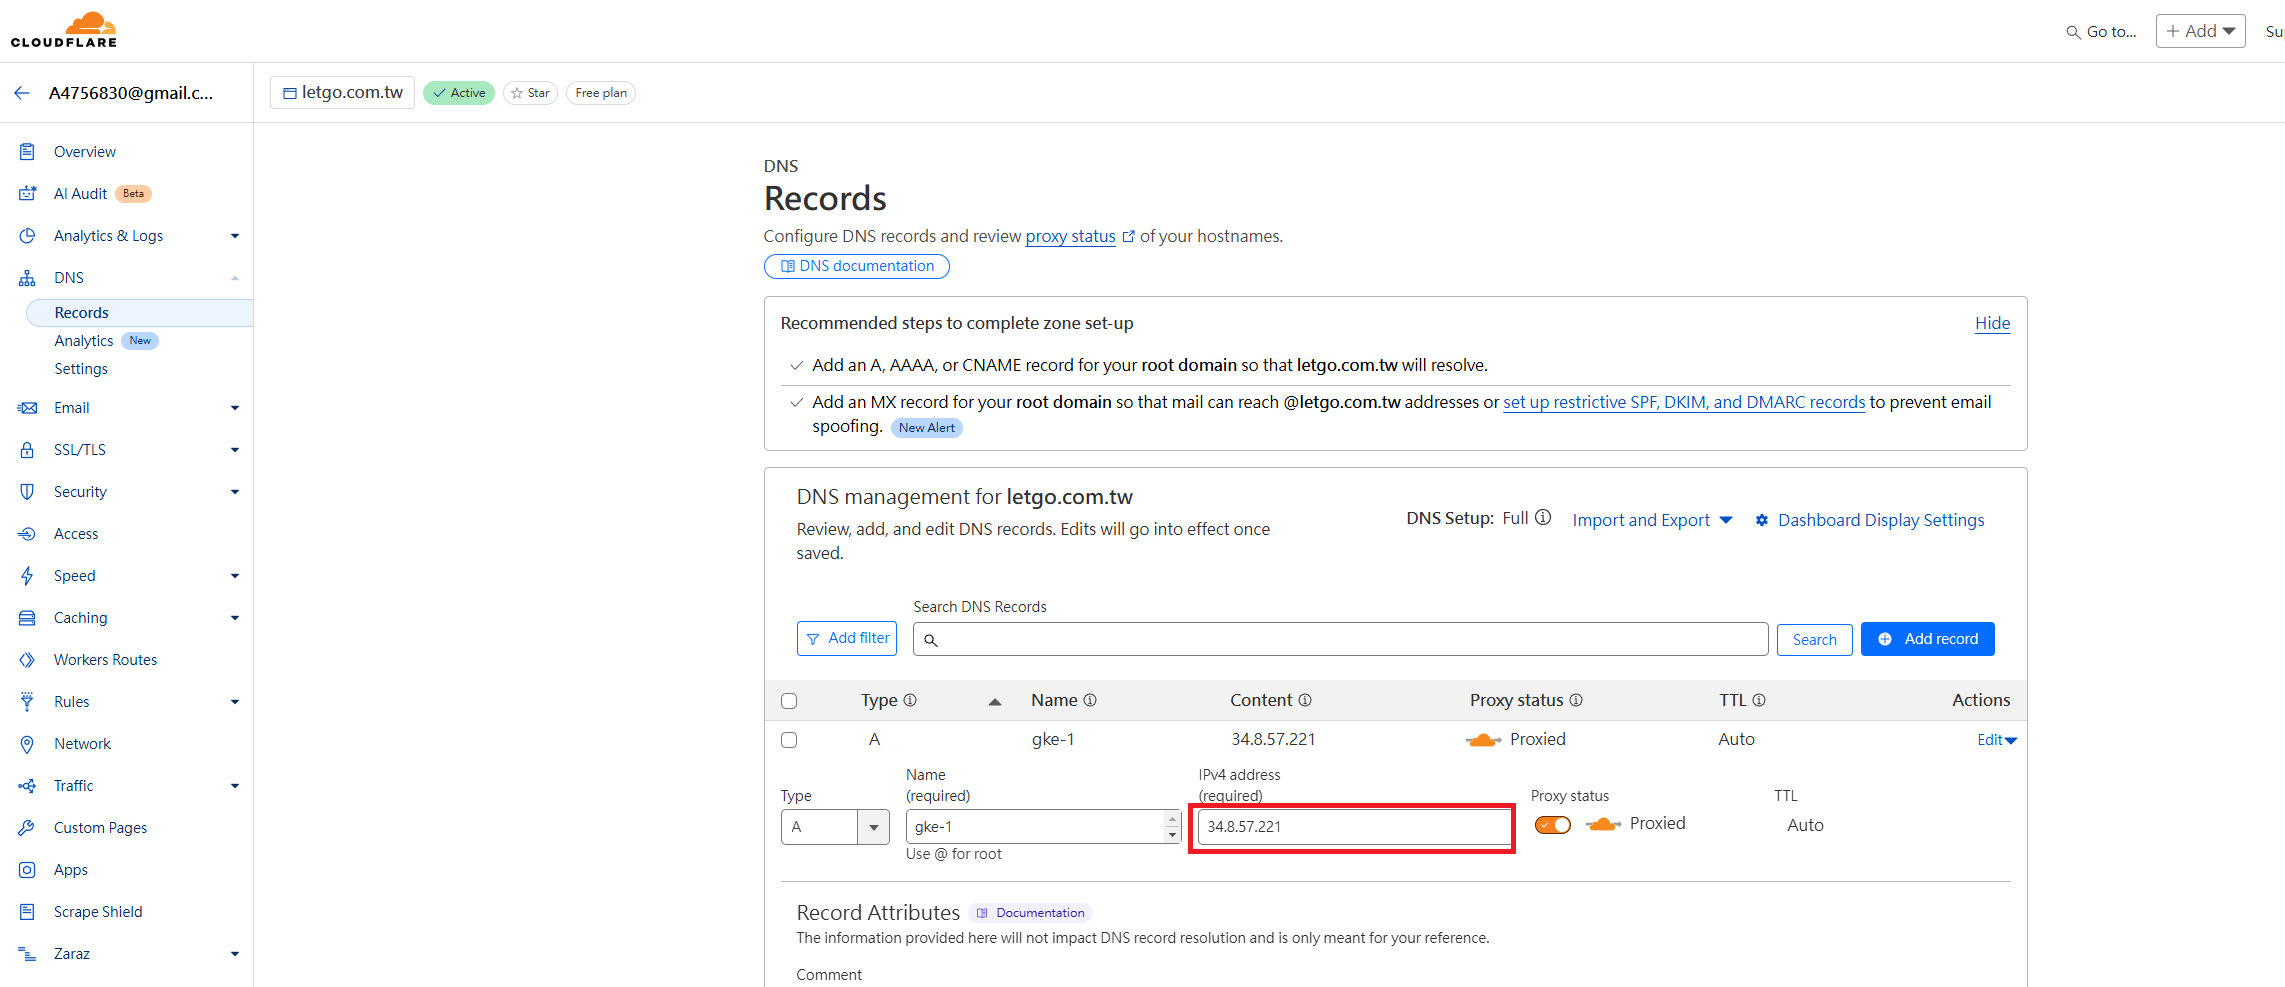 CLOUDFLARE
Go to...
+ Add
A4756830@gmail.c...
letgo.com.tw
Active
Star
Free plan
Overview
AI Audit Beta
Analytics & Logs
DNS
Records
Analytics New
Settings
Email
SSL/TLS
Security
Access
Speed
Caching
Workers Routes
Rules
Network
Traffic
Custom Pages
Apps
Scrape Shield
Zaraz
DNS
Records
Configure DNS records and review proxy status of your hostnames.
DNS documentation
Recommended steps to complete zone set-up
Hide
Add an A, AAAA, or CNAME record for your root domain so that letgo.com.tw will resolve.
Add an MX record for your root domain so that mail can reach @letgo.com.tw addresses or set up restrictive SPF, DKIM, and DMARC records to prevent email
spoofing. New Alert
DNS management for letgo.com.tw
Review, add, and edit DNS records. Edits will go into effect once
saved.
DNS Setup: Full
Import and Export
Dashboard Display Settings
Search DNS Records
Add filter
Search
Add record
Type Name Content Proxy status TTL Actions
A gke-1 34.8.57.221 Proxied Auto Edit
Type
A
Name
(required)
gke-1
Use @ for root
IPv4 address
(required)
34.8.57.221
Proxy status
Proxied
TTL
Auto
Record Attributes Documentation
The information provided here will not impact DNS record resolution and is only meant for your reference.
Comment